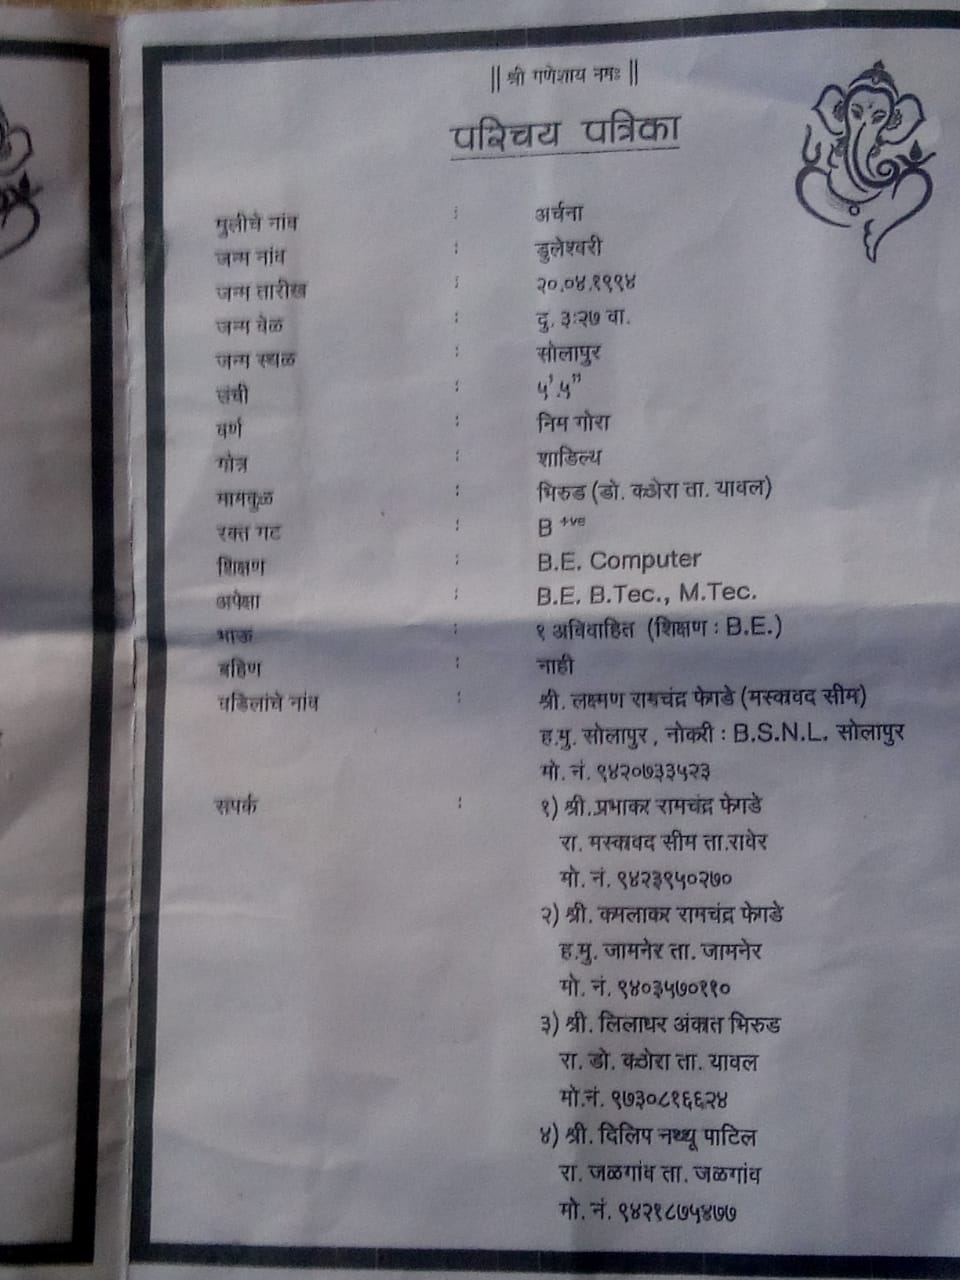 || श्री गणेशाय नमः ||
परिचय पत्रिका
मुलीचे नांव : अर्चना
जन्म नांव : डुलेश्वरी
जन्म तारीख : २०.०४.१९९४
जन्म वेळ : दु. ३:२७ वा.
जन्म स्थळ : सोलापुर
उंची : ५'.५"
वर्ण : निम गोरा
गोत्र : शाडिल्य
मामकुळ : भिरुड (डो. कठोरा ता. यावल)
रक्त गट : B +ve
शिक्षण : B.E. Computer
अपेक्षा : B.E. B.Tec., M.Tec.
भाऊ : १ अविवाहित (शिक्षण : B.E.)
बहिण : नाही
वडिलांचे नांव : श्री. लक्ष्मण रामचंद्र फेगडे (मस्कावद सीम)
ह.मु. सोलापुर , नोकरी : B.S.N.L. सोलापुर
मो. नं. ९४२०७३३५२३
संपर्क : १) श्री.प्रभाकर रामचंद्र फेगडे
रा. मस्कावद सीम ता.रावेर
मो. नं. ९४२३९५०२७०
२) श्री. कमलाकर रामचंद्र फेगडे
ह.मु. जामनेर ता. जामनेर
मो. नं. ९४०३५७०११०
३) श्री. लिलाधर अंकात भिरुड
रा. डो. कठोरा ता. यावल
मो.नं. ९७३०८१६६२४
४) श्री. दिलिप नथ्थू पाटिल
रा. जळगांव ता. जळगांव
मो. नं. ९४२१८७५४७७